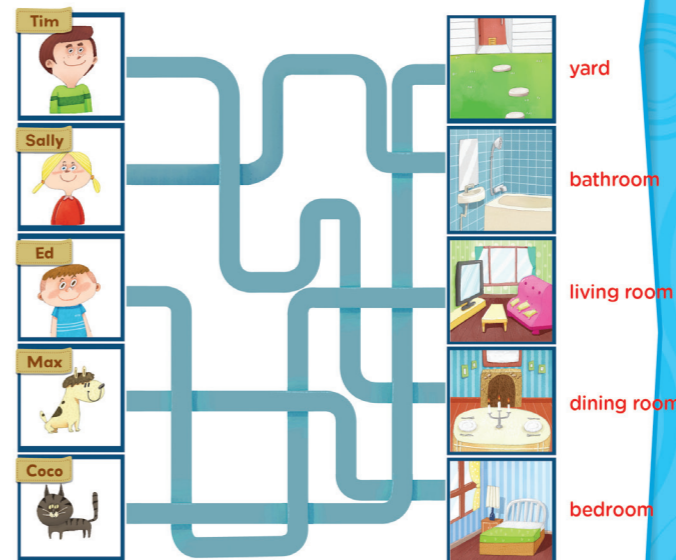 Tim
yard
Sally
bathroom
Ed
living room
Max
dining room
Coco
bedroom